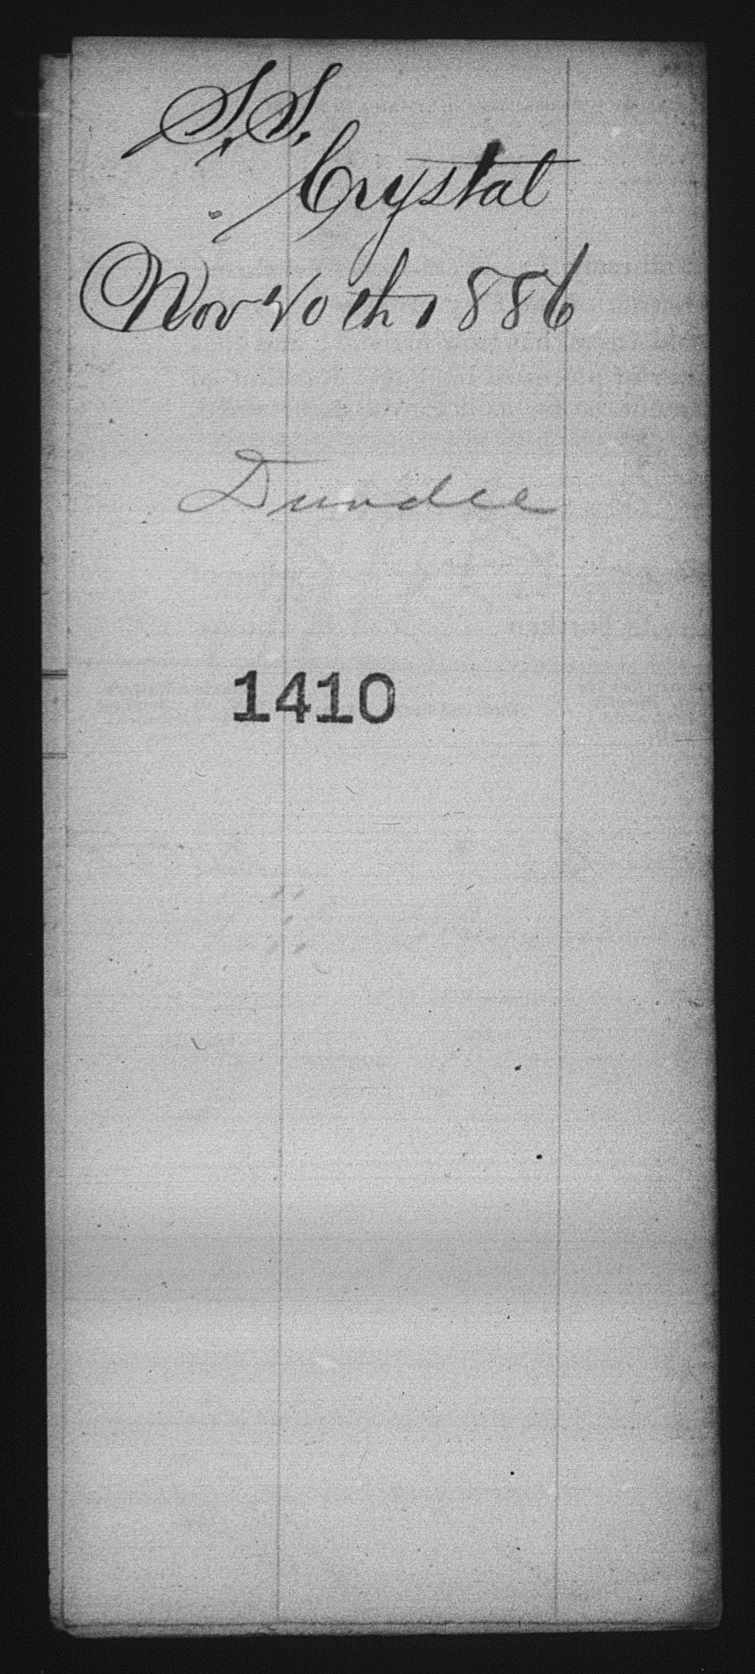 S.S.
Crystal
Nov 20th 1886
Dundee
1410